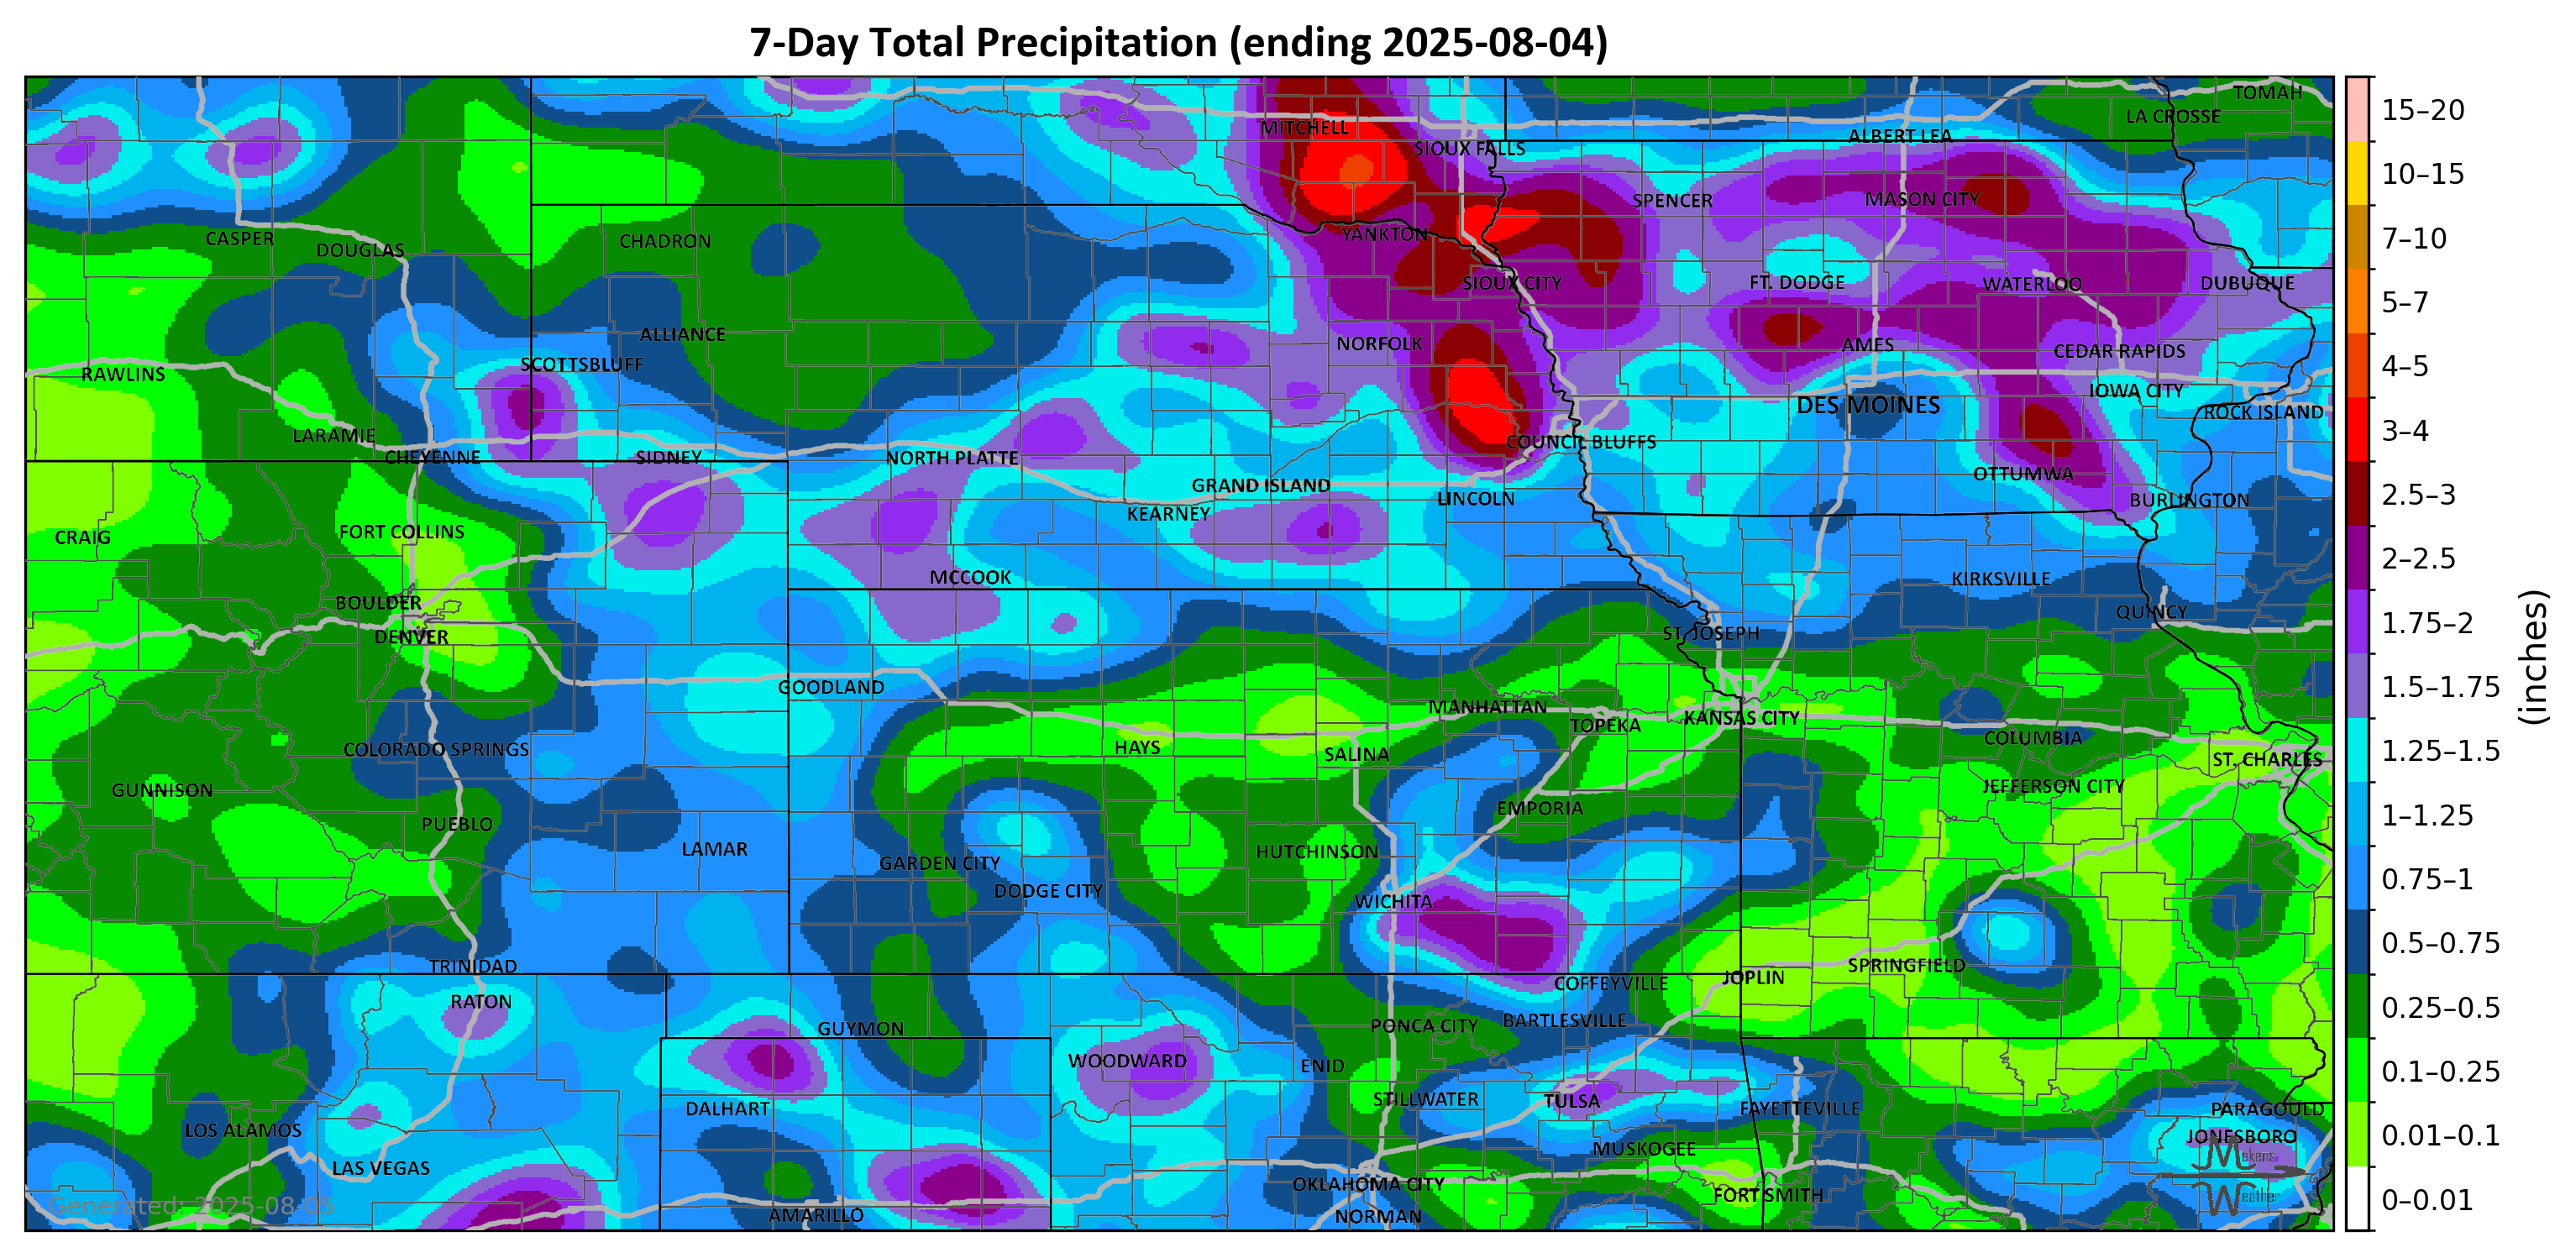 7-Day Total Precipitation (ending 2025-08-04)
TOMAH
LA CROSSE
MITCHELL
ALBERT LEA
SIOUX FALLS
SPENCER
MASON CITY
CASPER
DOUGLAS
CHADRON
YANKTON
SIOUX CITY
FT. DODGE
WATERLOO
DUBUQUE
ALLIANCE
NORFOLK
AMES
CEDAR RAPIDS
SCOTTSBLUFF
RAWLINS
IOWA CITY
DES MOINES
ROCK ISLAND
LARAMIE
COUNCIL BLUFFS
CHEYENNE
SIDNEY
NORTH PLATTE
OTTUMWA
GRAND ISLAND
LINCOLN
BURLINGTON
KEARNEY
FORT COLLINS
CRAIG
MCCOOK
KIRKSVILLE
BOULDER
QUINCY
DENVER
ST. JOSEPH
GOODLAND
MANHATTAN
KANSAS CITY
TOPEKA
COLUMBIA
COLORADO SPRINGS
HAYS
SALINA
ST. CHARLES
GUNNISON
JEFFERSON CITY
EMPORIA
PUEBLO
LAMAR
HUTCHINSON
GARDEN CITY
DODGE CITY
WICHITA
TRINIDAD
SPRINGFIELD
JOPLIN
COFFEYVILLE
RATON
GUYMON
PONCA CITY
BARTLESVILLE
WOODWARD
ENID
DALHART
STILLWATER
TULSA
FAYETTEVILLE
PARAGOULD
LOS ALAMOS
JONESBORO
MUSKOGEE
LAS VEGAS
OKLAHOMA CITY
FORT SMITH
AMARILLO
NORMAN
Generated: 2025-08-05
Makens
Weather
15–20
10–15
7–10
5–7
4–5
3–4
2.5–3
2–2.5
1.75–2
1.5–1.75
1.25–1.5
1–1.25
0.75–1
0.5–0.75
0.25–0.5
0.1–0.25
0.01–0.1
0–0.01
(inches)